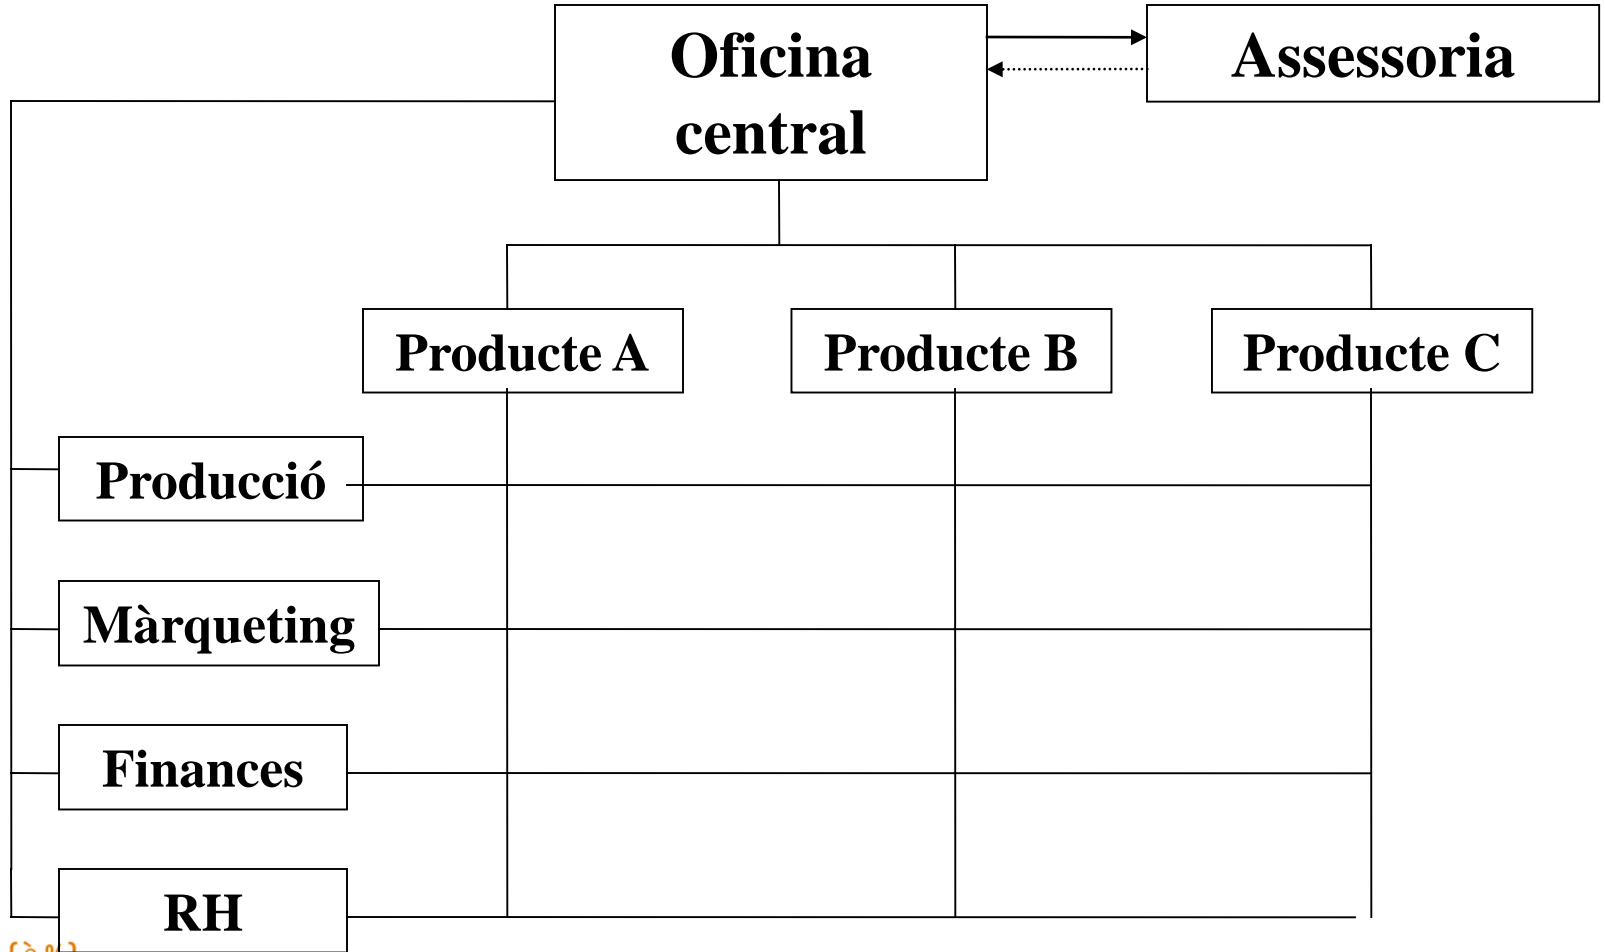 Oficina
central
Assessoria
Producte A
Producte B
Producte C
Producció
Màrqueting
Finances
RH